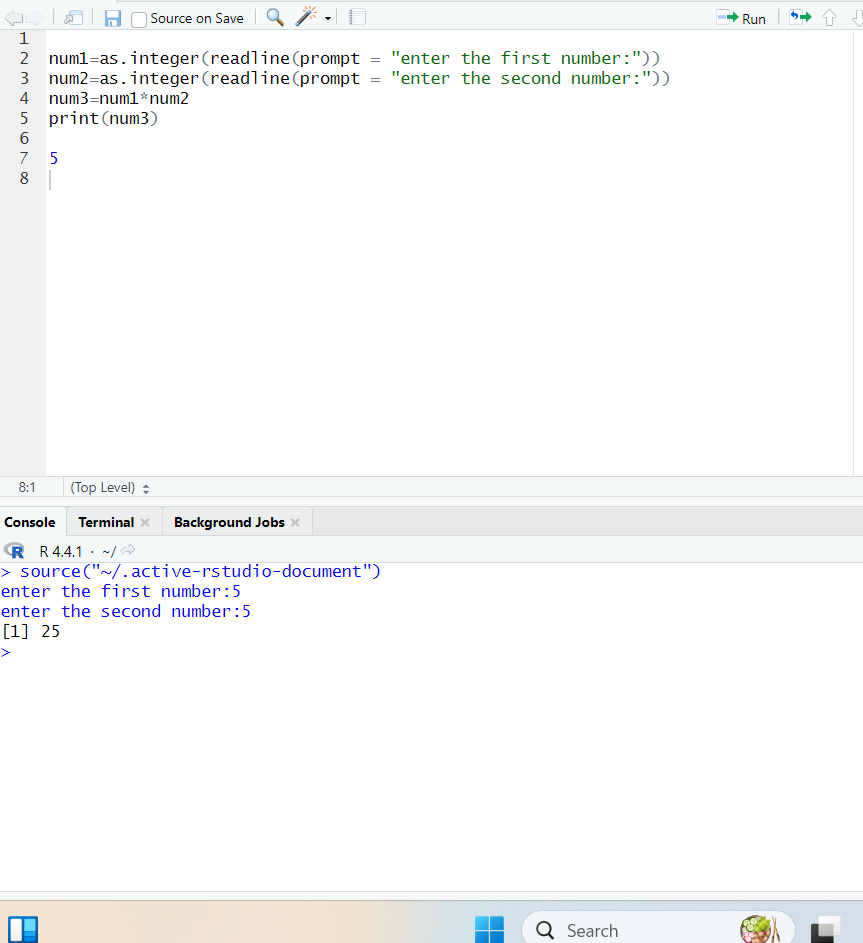 Source on Save
Run
1
2 num1=as.integer(readline(prompt = "enter the first number:"))
3 num2=as.integer(readline(prompt = "enter the second number:"))
4 num3=num1*num2
5 print(num3)
6
7 5
8
8:1 (Top Level)
Console Terminal Background Jobs
R R 4.4.1 · ~/
> source("~/.active-rstudio-document")
enter the first number:5
enter the second number:5
[1] 25
>
Search